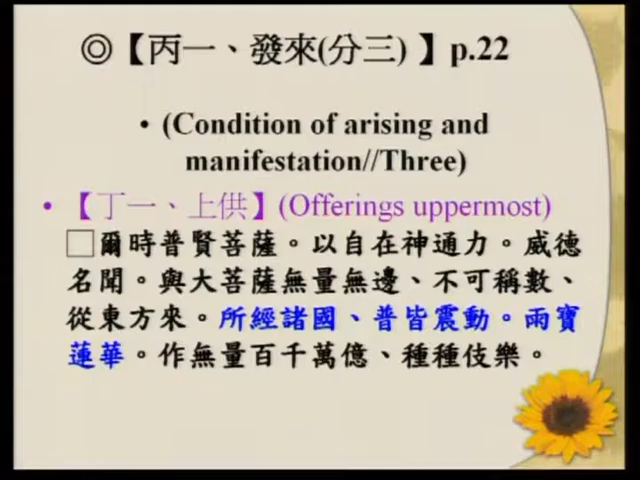 ◎【丙一、發來(分三) 】p.22
• (Condition of arising and
manifestation//Three)
• 【丁一、上供】(Offerings uppermost)
□爾時普賢菩薩。以自在神通力。威德
名聞。與大菩薩無量無邊、不可稱數、
從東方來。所經諸國、普皆震動。雨寶
蓮華。作無量百千萬億、種種伎樂。